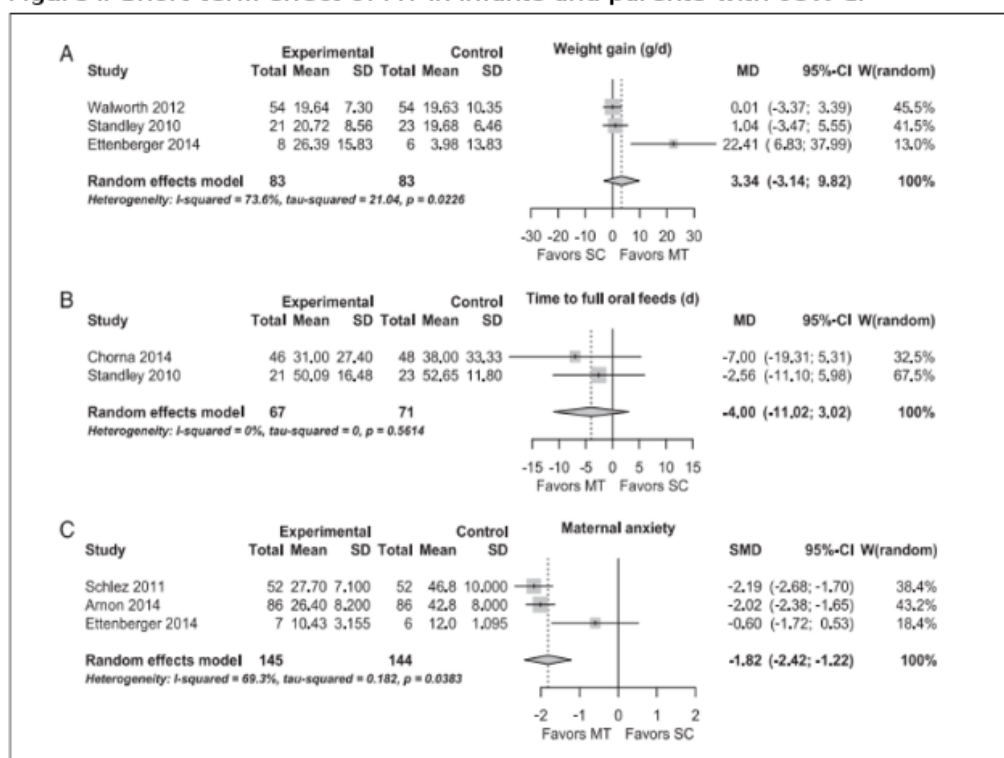 A
Experimental Control Weight gain (g/d)
Study Total Mean SD Total Mean SD MD 95%-CI W(random)
Walworth 2012 54 19.64 7.30 54 19.63 10.35 0.01 (-3.37; 3.39) 45.5%
Standley 2010 21 20.72 8.56 23 19.68 6.46 1.04 (-3.47; 5.55) 41.5%
Ettenberger 2014 8 26.39 15.83 6 3.98 13.83 22.41 ( 6.83; 37.99) 13.0%
Random effects model 83 83 3.34 (-3.14; 9.82) 100%
Heterogeneity: I-squared = 73.6%, tau-squared = 21.04, p = 0.0226
-30 -20 -10 0 10 20 30
Favors SC Favors MT
B
Experimental Control Time to full oral feeds (d)
Study Total Mean SD Total Mean SD MD 95%-CI W(random)
Chorna 2014 46 31.00 27.40 48 38.00 33.33 -7.00 (-19.31; 5.31) 32.5%
Standley 2010 21 50.09 16.48 23 52.65 11.80 -2.56 (-11.10; 5.98) 67.5%
Random effects model 67 71 -4.00 (-11.02; 3.02) 100%
Heterogeneity: I-squared = 0%, tau-squared = 0, p = 0.5614
-15 -10 -5 0 5 10 15
Favors MT Favors SC
C
Experimental Control Maternal anxiety
Study Total Mean SD Total Mean SD SMD 95%-CI W(random)
Schlez 2011 52 27.70 7.100 52 46.8 10.000 -2.19 (-2.68; -1.70) 38.4%
Arnon 2014 86 26.40 8.200 86 42.8 8.000 -2.02 (-2.38; -1.65) 43.2%
Ettenberger 2014 7 10.43 3.155 6 12.0 1.095 -0.60 (-1.72; 0.53) 18.4%
Random effects model 145 144 -1.82 (-2.42; -1.22) 100%
Heterogeneity: I-squared = 69.3%, tau-squared = 0.182, p = 0.0383
-2 -1 0 1 2
Favors MT Favors SC